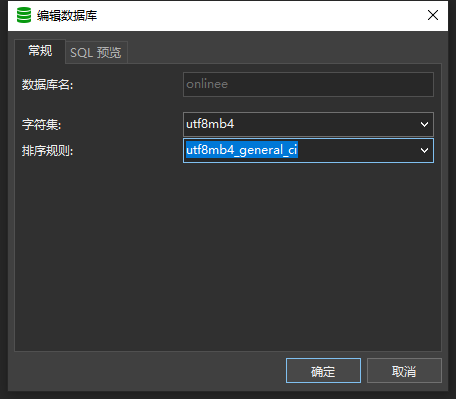 编辑数据库
常规
SQL 预览
数据库名:
onlinee
字符集:
utf8mb4
排序规则:
utf8mb4_general_ci
确定
取消